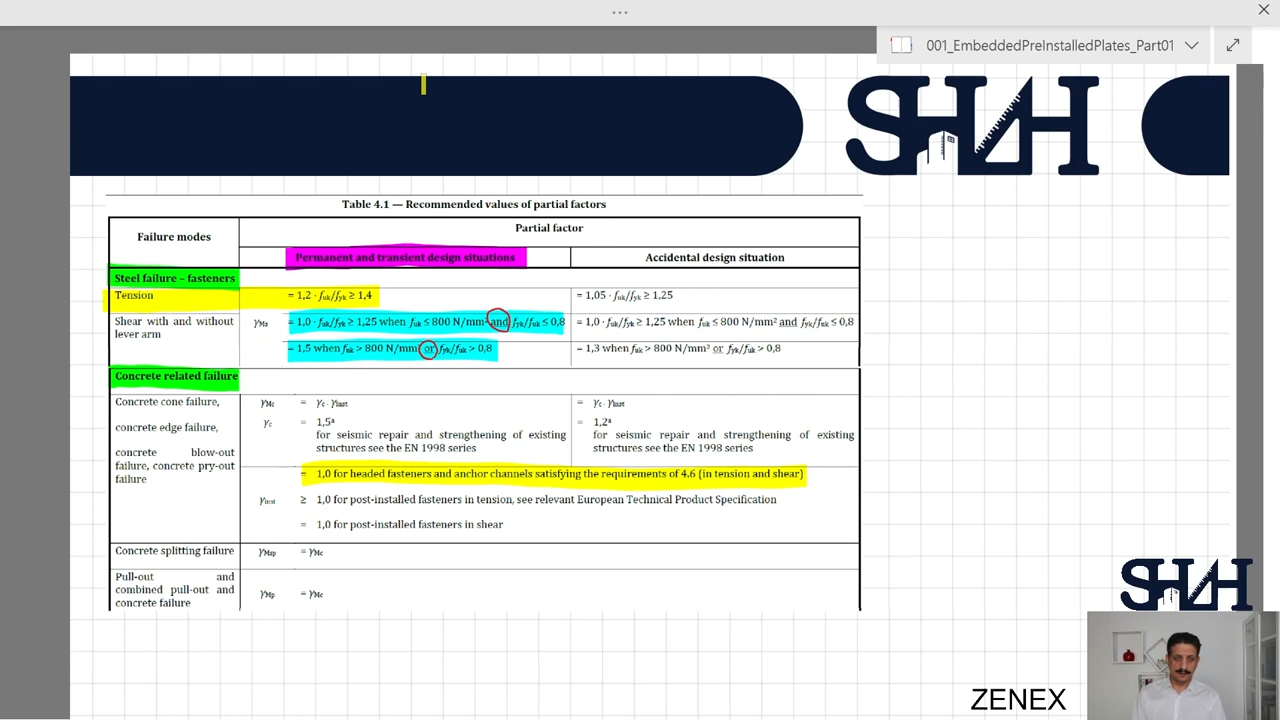 001_EmbeddedPreInstalledPlates_Part01
SHZH
Table 4.1 — Recommended values of partial factors
Failure modes
Partial factor
Permanent and transient design situations
Accidental design situation
Steel failure – fasteners
Tension
= 1,2 · fuk/fyk ≥ 1,4
= 1,05 · fuk/fyk ≥ 1,25
Shear with and without
lever arm
γMs
= 1,0 · fuk/fyk ≥ 1,25 when fuk ≤ 800 N/mm² and fyk/fuk ≤ 0,8
= 1,0 · fuk/fyk ≥ 1,25 when fuk ≤ 800 N/mm² and fyk/fuk ≤ 0,8
= 1,5 when fuk > 800 N/mm² or fyk/fuk > 0,8
= 1,3 when fuk > 800 N/mm² or fyk/fuk > 0,8
Concrete related failure
Concrete cone failure,
concrete edge failure,
concrete blow-out
failure, concrete pry-out
failure
γMc = γc · γinst
= γc · γinst
γc = 1,5ᵃ
for seismic repair and strengthening of existing
structures see the EN 1998 series
= 1,2ᵃ
for seismic repair and strengthening of existing
structures see the EN 1998 series
= 1,0 for headed fasteners and anchor channels satisfying the requirements of 4.6 (in tension and shear)
γinst ≥ 1,0 for post-installed fasteners in tension, see relevant European Technical Product Specification
= 1,0 for post-installed fasteners in shear
Concrete splitting failure
γMsp = γMc
Pull-out and
combined pull-out and
concrete failure
γMp = γMc
SHZH
ZENEX